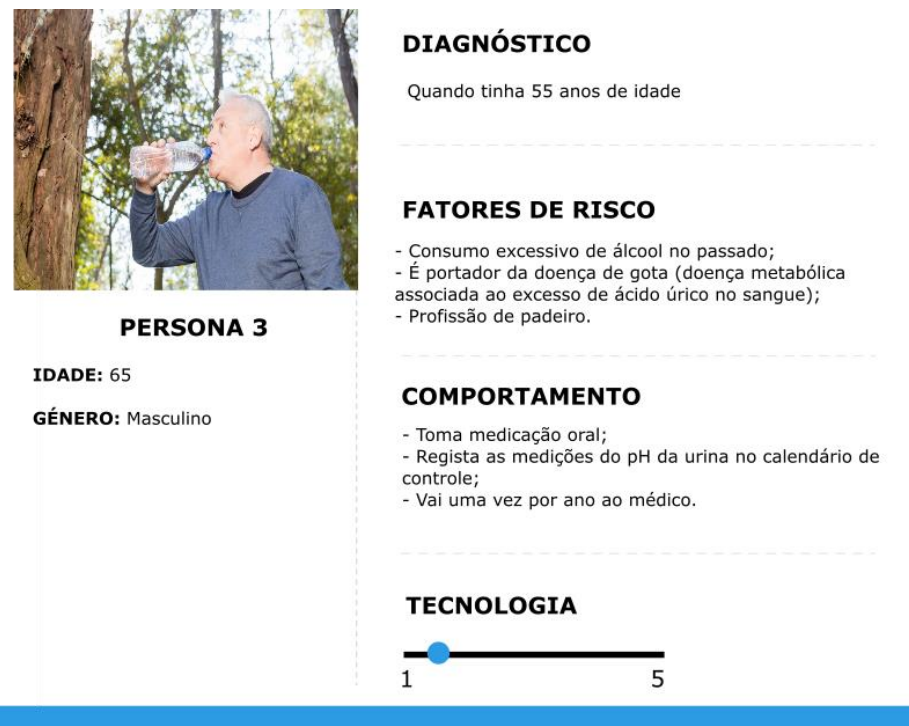 PERSONA 3
IDADE: 65
GÉNERO: Masculino
DIAGNÓSTICO
Quando tinha 55 anos de idade
FATORES DE RISCO
- Consumo excessivo de álcool no passado;
- É portador da doença de gota (doença metabólica
associada ao excesso de ácido úrico no sangue);
- Profissão de padeiro.
COMPORTAMENTO
- Toma medicação oral;
- Regista as medições do pH da urina no calendário de
controle;
- Vai uma vez por ano ao médico.
TECNOLOGIA
1 5